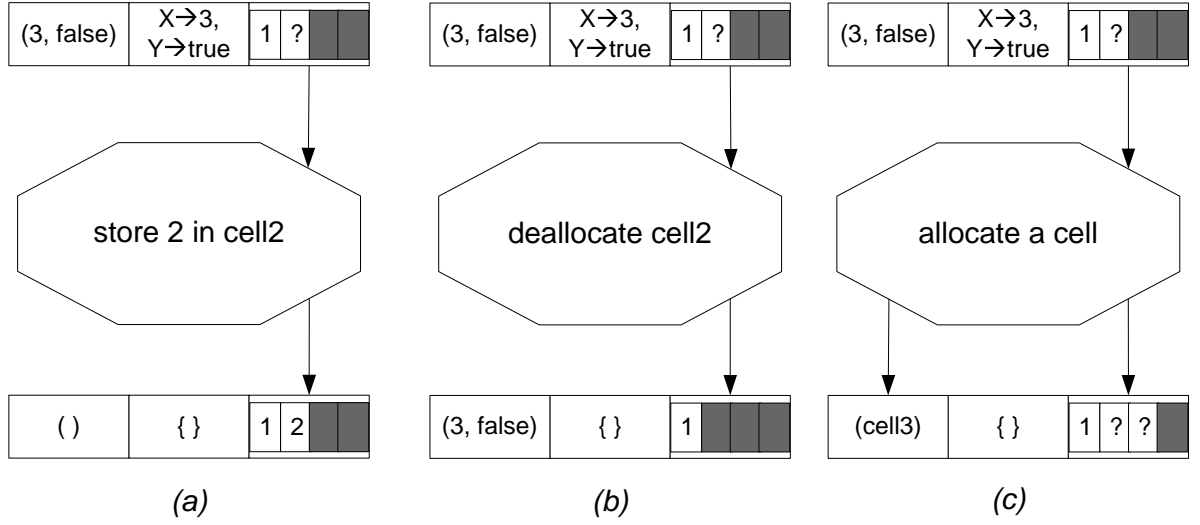 (3, false) X→3, 1 ?
Y→true
store 2 in cell2
( ) { } 1 2
(a)
(3, false) X→3, 1 ?
Y→true
deallocate cell2
(3, false) { } 1
(b)
(3, false) X→3, 1 ?
Y→true
allocate a cell
(cell3) { } 1 ? ?
(c)